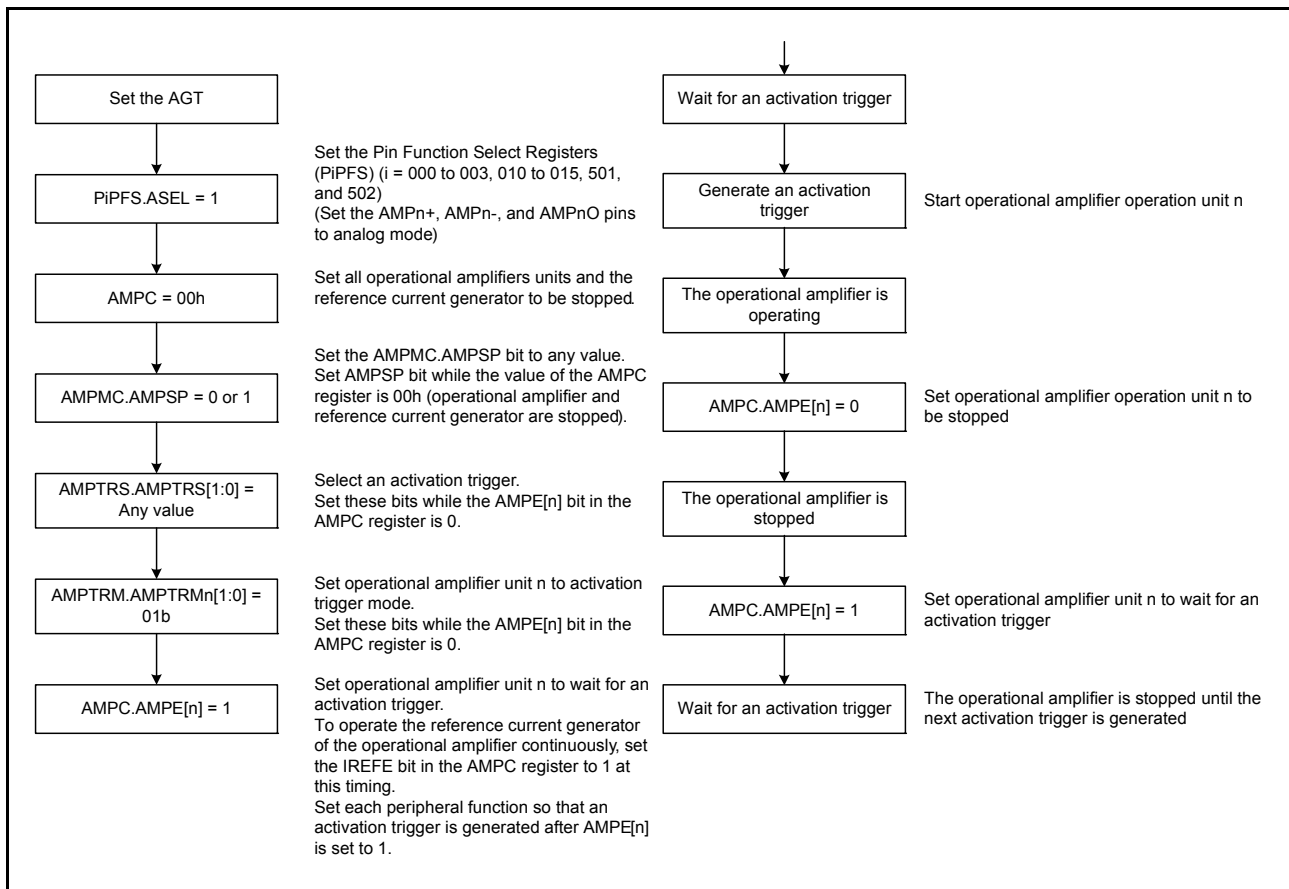 Set the AGT
PiPFS.ASEL = 1
Set the Pin Function Select Registers
(PiPFS) (i = 000 to 003, 010 to 015, 501,
and 502)
(Set the AMPn+, AMPn-, and AMPnO pins
to analog mode)
AMPC = 00h
Set all operational amplifiers units and the
reference current generator to be stopped.
AMPMC.AMPSP = 0 or 1
Set the AMPMC.AMPSP bit to any value.
Set AMPSP bit while the value of the AMPC
register is 00h (operational amplifier and
reference current generator are stopped).
AMPTRS.AMPTRS[1:0] =
Any value
Select an activation trigger.
Set these bits while the AMPE[n] bit in the
AMPC register is 0.
AMPTRM.AMPTRMn[1:0] =
01b
Set operational amplifier unit n to activation
trigger mode.
Set these bits while the AMPE[n] bit in the
AMPC register is 0.
AMPC.AMPE[n] = 1
Set operational amplifier unit n to wait for an
activation trigger.
To operate the reference current generator
of the operational amplifier continuously, set
the IREFE bit in the AMPC register to 1 at
this timing.
Set each peripheral function so that an
activation trigger is generated after AMPE[n]
is set to 1.
Wait for an activation trigger
Generate an activation
trigger
Start operational amplifier operation unit n
The operational amplifier is
operating
AMPC.AMPE[n] = 0
Set operational amplifier operation unit n to
be stopped
The operational amplifier is
stopped
AMPC.AMPE[n] = 1
Set operational amplifier unit n to wait for an
activation trigger
Wait for an activation trigger
The operational amplifier is stopped until the
next activation trigger is generated